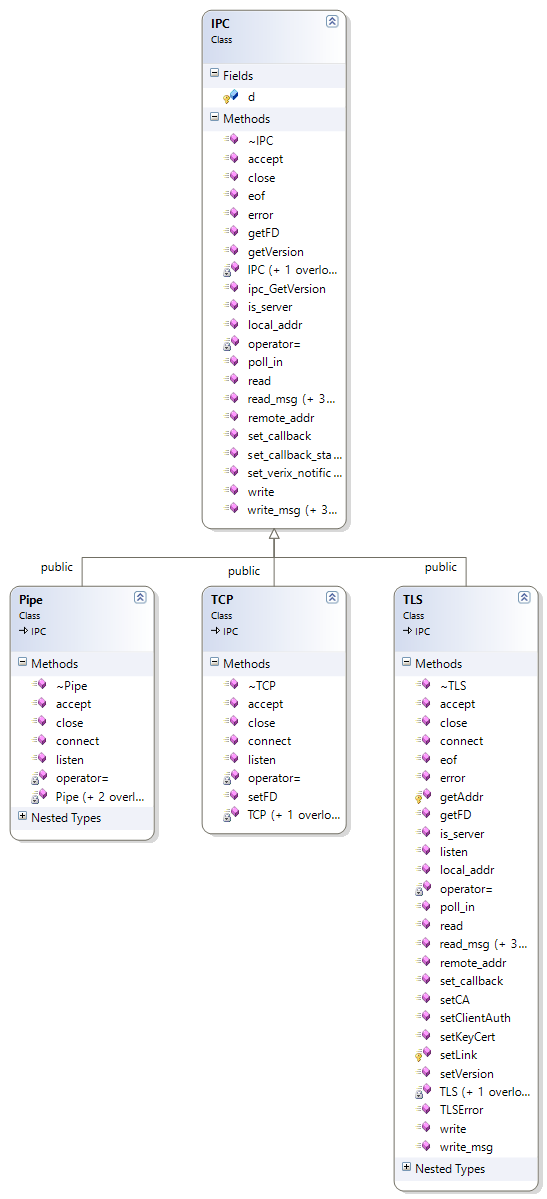 IPC
Class
Fields
d
Methods
~IPC
accept
close
eof
error
getFD
getVersion
IPC (+ 1 overlo...
ipc_GetVersion
is_server
local_addr
operator=
poll_in
read
read_msg (+ 3...
remote_addr
set_callback
set_callback_sta...
set_verix_notific...
write
write_msg (+ 3...
public
public
public
Pipe
Class
IPC
Methods
~Pipe
accept
close
connect
listen
operator=
Pipe (+ 2 overl...
Nested Types
TCP
Class
IPC
Methods
~TCP
accept
close
connect
listen
operator=
setFD
TCP (+ 1 overlo...
TLS
Class
IPC
Methods
~TLS
accept
close
connect
eof
error
getAddr
getFD
is_server
listen
local_addr
operator=
poll_in
read
read_msg (+ 3...
remote_addr
set_callback
setCA
setClientAuth
setKeyCert
setLink
setVersion
TLS (+ 1 overlo...
TLSError
write
write_msg
Nested Types